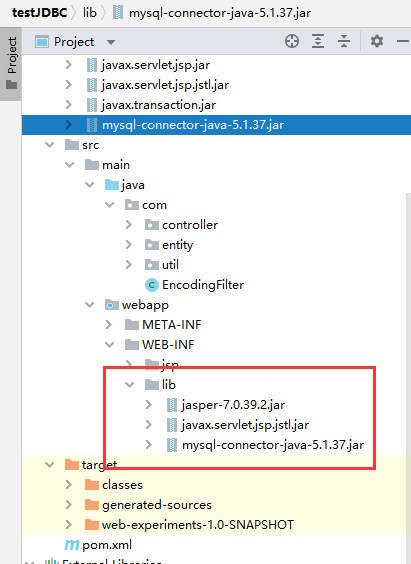 testJDBC lib mysql-connector-java-5.1.37.jar
Project
Project
javax.servlet.jsp.jar
javax.servlet.jsp.jstl.jar
javax.transaction.jar
mysql-connector-java-5.1.37.jar
src
main
java
com
controller
entity
util
C EncodingFilter
webapp
META-INF
WEB-INF
jsp
lib
jasper-7.0.39.2.jar
javax.servlet.jsp.jstl.jar
mysql-connector-java-5.1.37.jar
target
classes
generated-sources
web-experiments-1.0-SNAPSHOT
m pom.xml
External Libraries